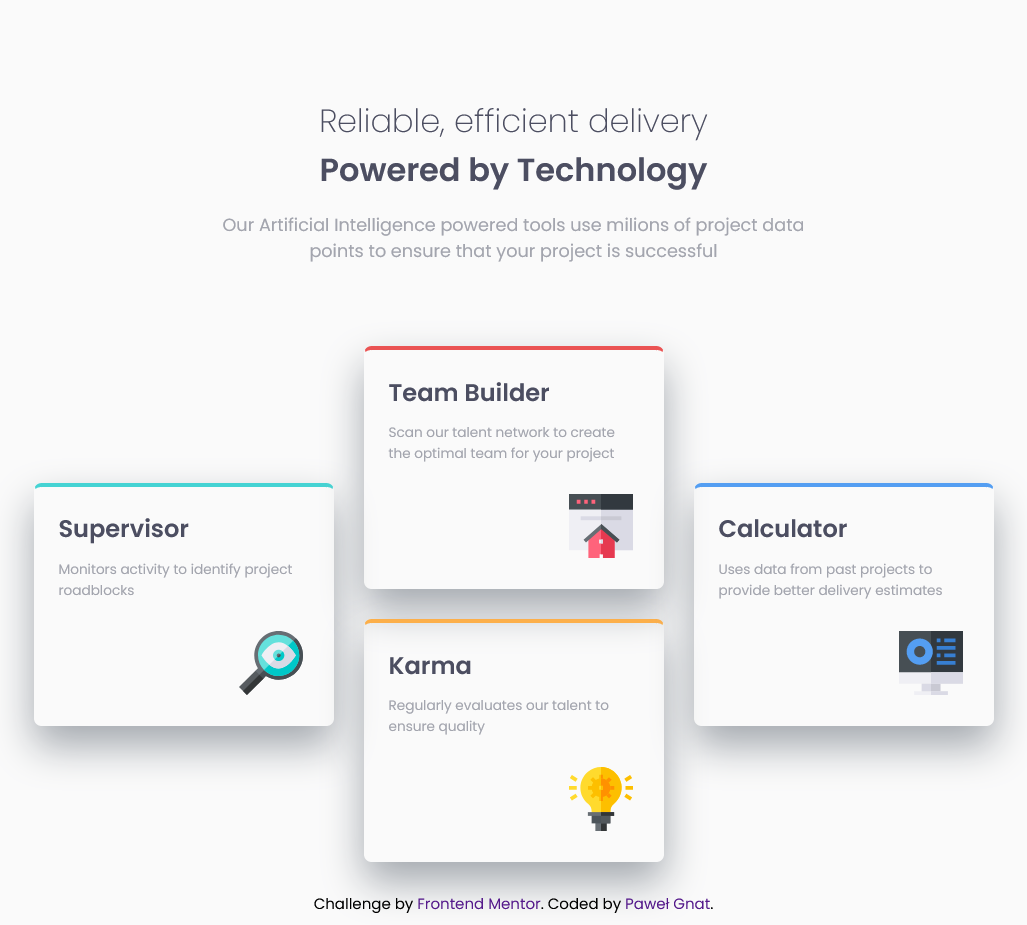 Reliable, efficient delivery
Powered by Technology
Our Artificial Intelligence powered tools use milions of project data
points to ensure that your project is successful
Supervisor
Monitors activity to identify project
roadblocks
Team Builder
Scan our talent network to create
the optimal team for your project
Karma
Regularly evaluates our talent to
ensure quality
Calculator
Uses data from past projects to
provide better delivery estimates
Challenge by Frontend Mentor. Coded by Paweł Gnat.